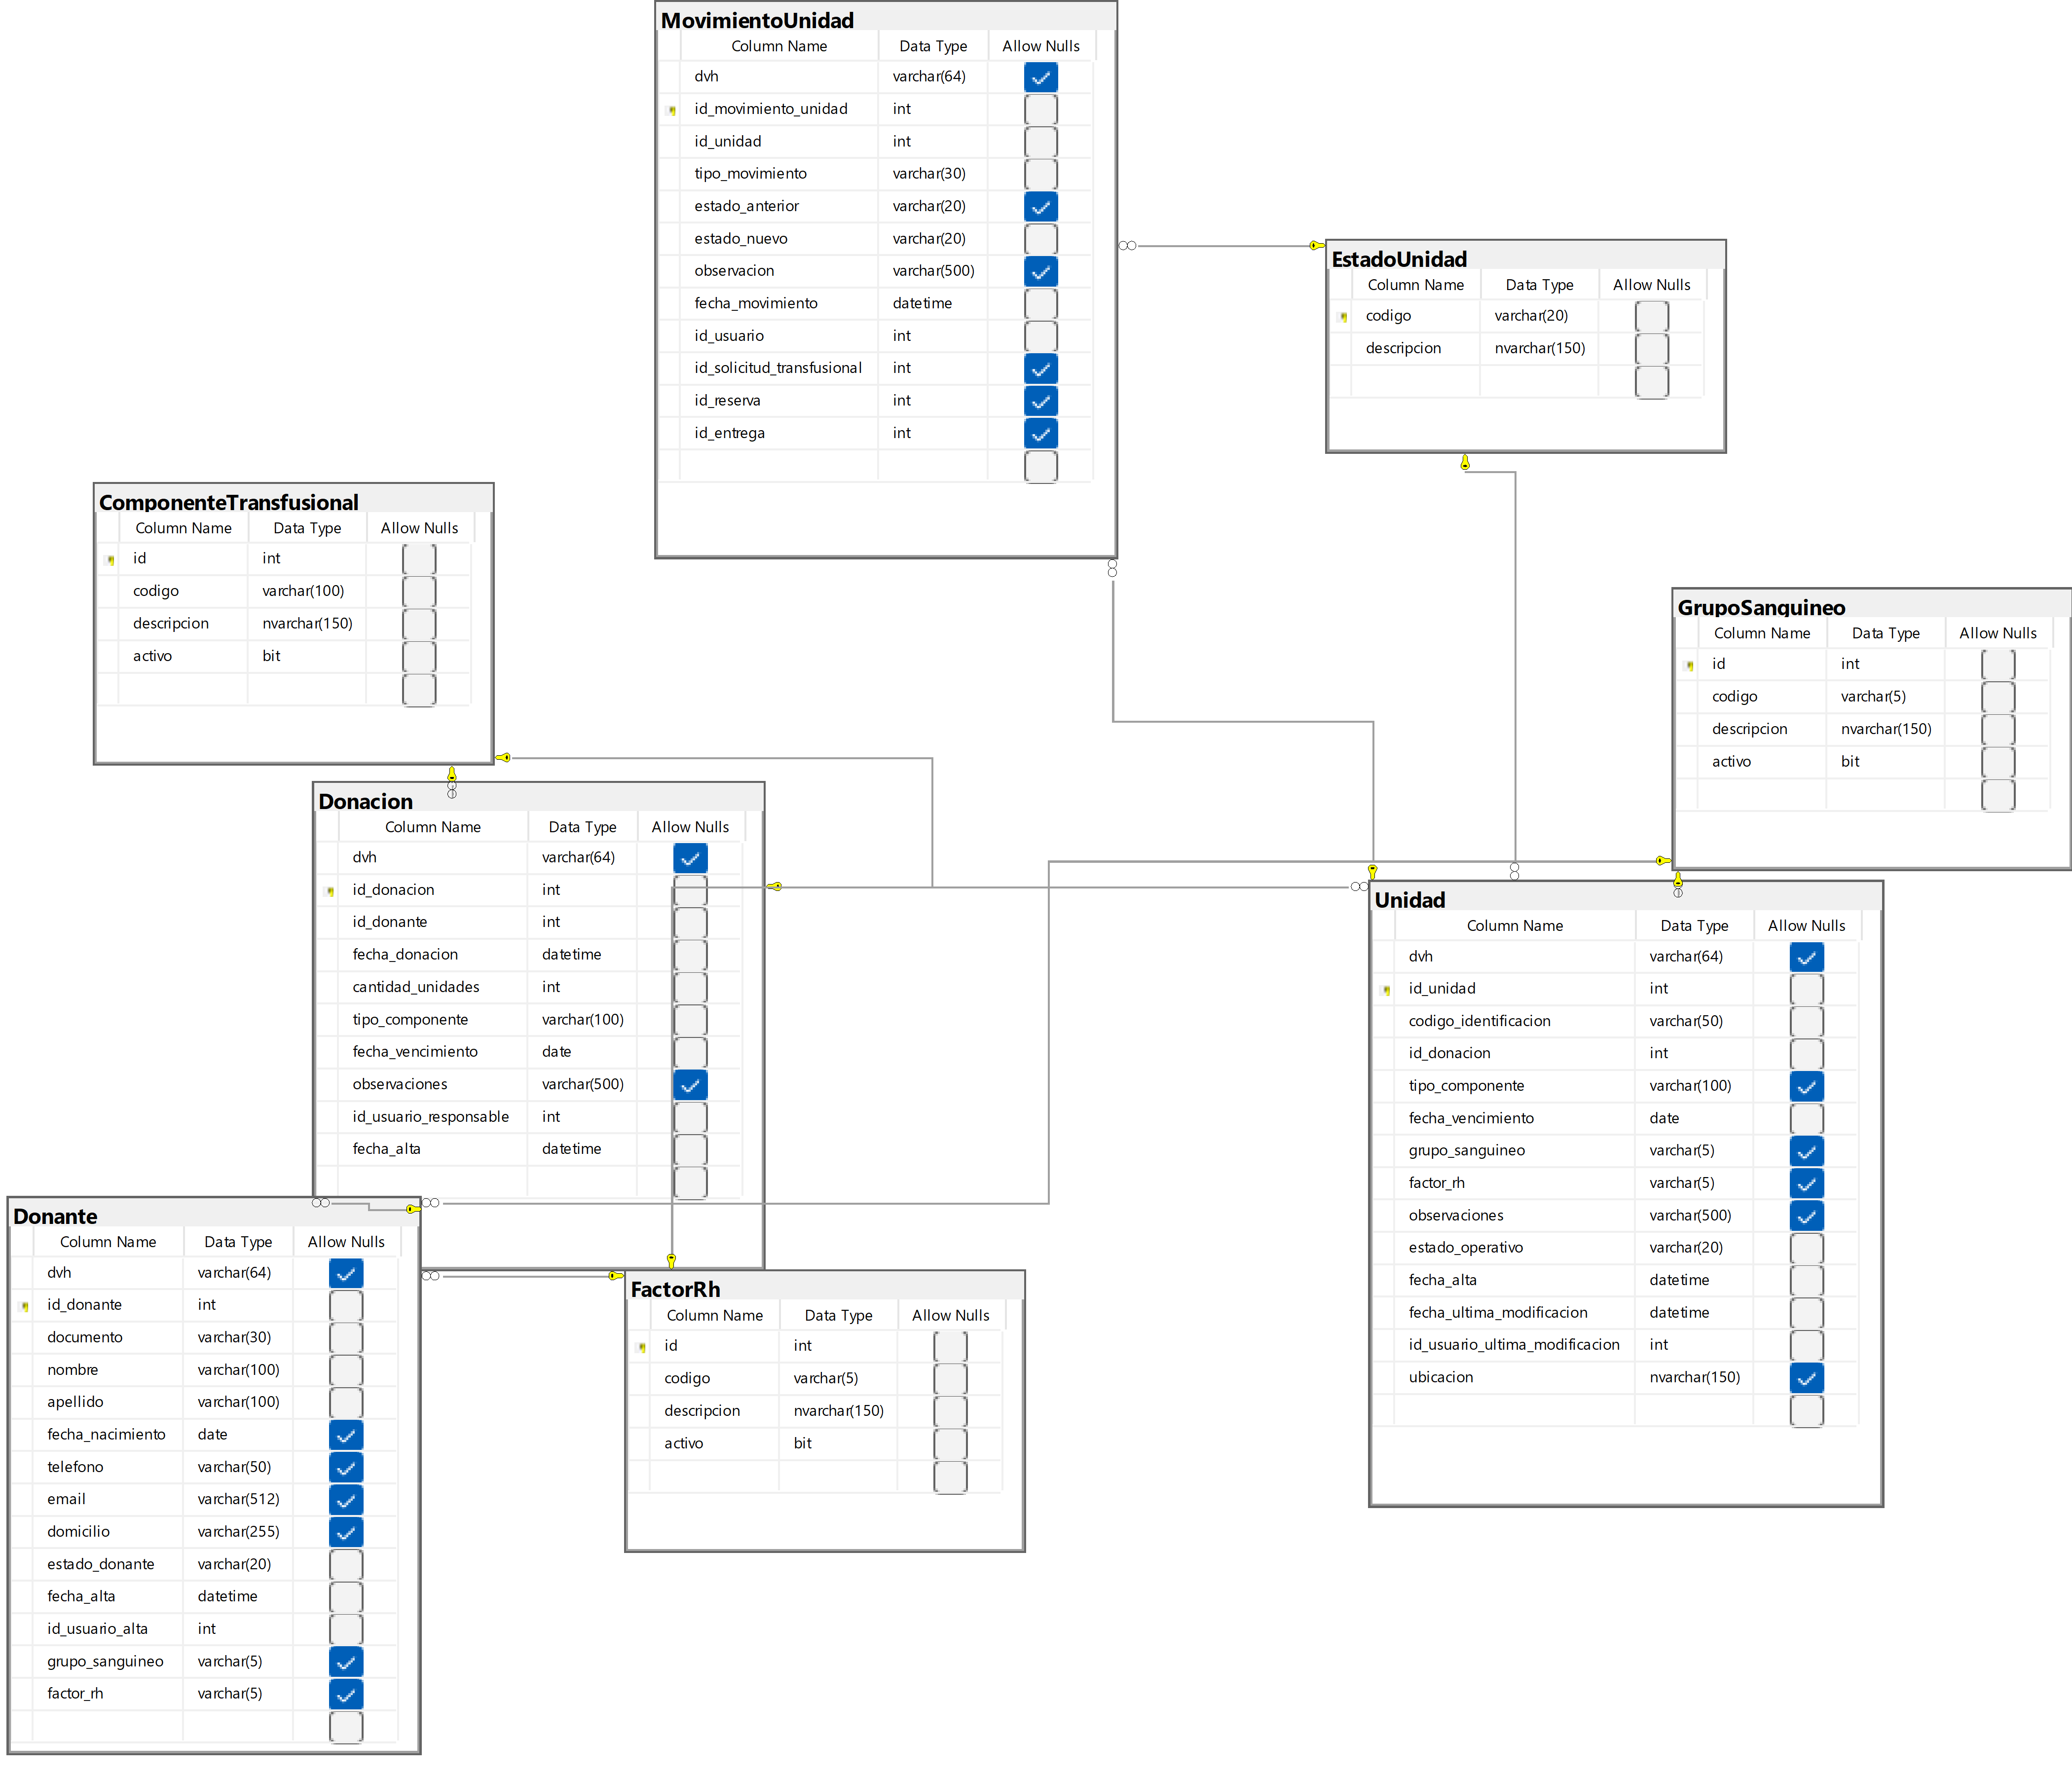 MovimientoUnidad
Column Name Data Type Allow Nulls
dvh varchar(64)
id_movimiento_unidad int
id_unidad int
tipo_movimiento varchar(30)
estado_anterior varchar(20)
estado_nuevo varchar(20)
observacion varchar(500)
fecha_movimiento datetime
id_usuario int
id_solicitud_transfusional int
id_reserva int
id_entrega int
EstadoUnidad
Column Name Data Type Allow Nulls
codigo varchar(20)
descripcion nvarchar(150)
ComponenteTransfusional
Column Name Data Type Allow Nulls
id int
codigo varchar(100)
descripcion nvarchar(150)
activo bit
GrupoSanguineo
Column Name Data Type Allow Nulls
id int
codigo varchar(5)
descripcion nvarchar(150)
activo bit
Donacion
Column Name Data Type Allow Nulls
dvh varchar(64)
id_donacion int
id_donante int
fecha_donacion datetime
cantidad_unidades int
tipo_componente varchar(100)
fecha_vencimiento date
observaciones varchar(500)
id_usuario_responsable int
fecha_alta datetime
Unidad
Column Name Data Type Allow Nulls
dvh varchar(64)
id_unidad int
codigo_identificacion varchar(50)
id_donacion int
tipo_componente varchar(100)
fecha_vencimiento date
grupo_sanguineo varchar(5)
factor_rh varchar(5)
observaciones varchar(500)
estado_operativo varchar(20)
fecha_alta datetime
fecha_ultima_modificacion datetime
id_usuario_ultima_modificacion int
ubicacion nvarchar(150)
Donante
Column Name Data Type Allow Nulls
dvh varchar(64)
id_donante int
documento varchar(30)
nombre varchar(100)
apellido varchar(100)
fecha_nacimiento date
telefono varchar(50)
email varchar(512)
domicilio varchar(255)
estado_donante varchar(20)
fecha_alta datetime
id_usuario_alta int
grupo_sanguineo varchar(5)
factor_rh varchar(5)
FactorRh
Column Name Data Type Allow Nulls
id int
codigo varchar(5)
descripcion nvarchar(150)
activo bit